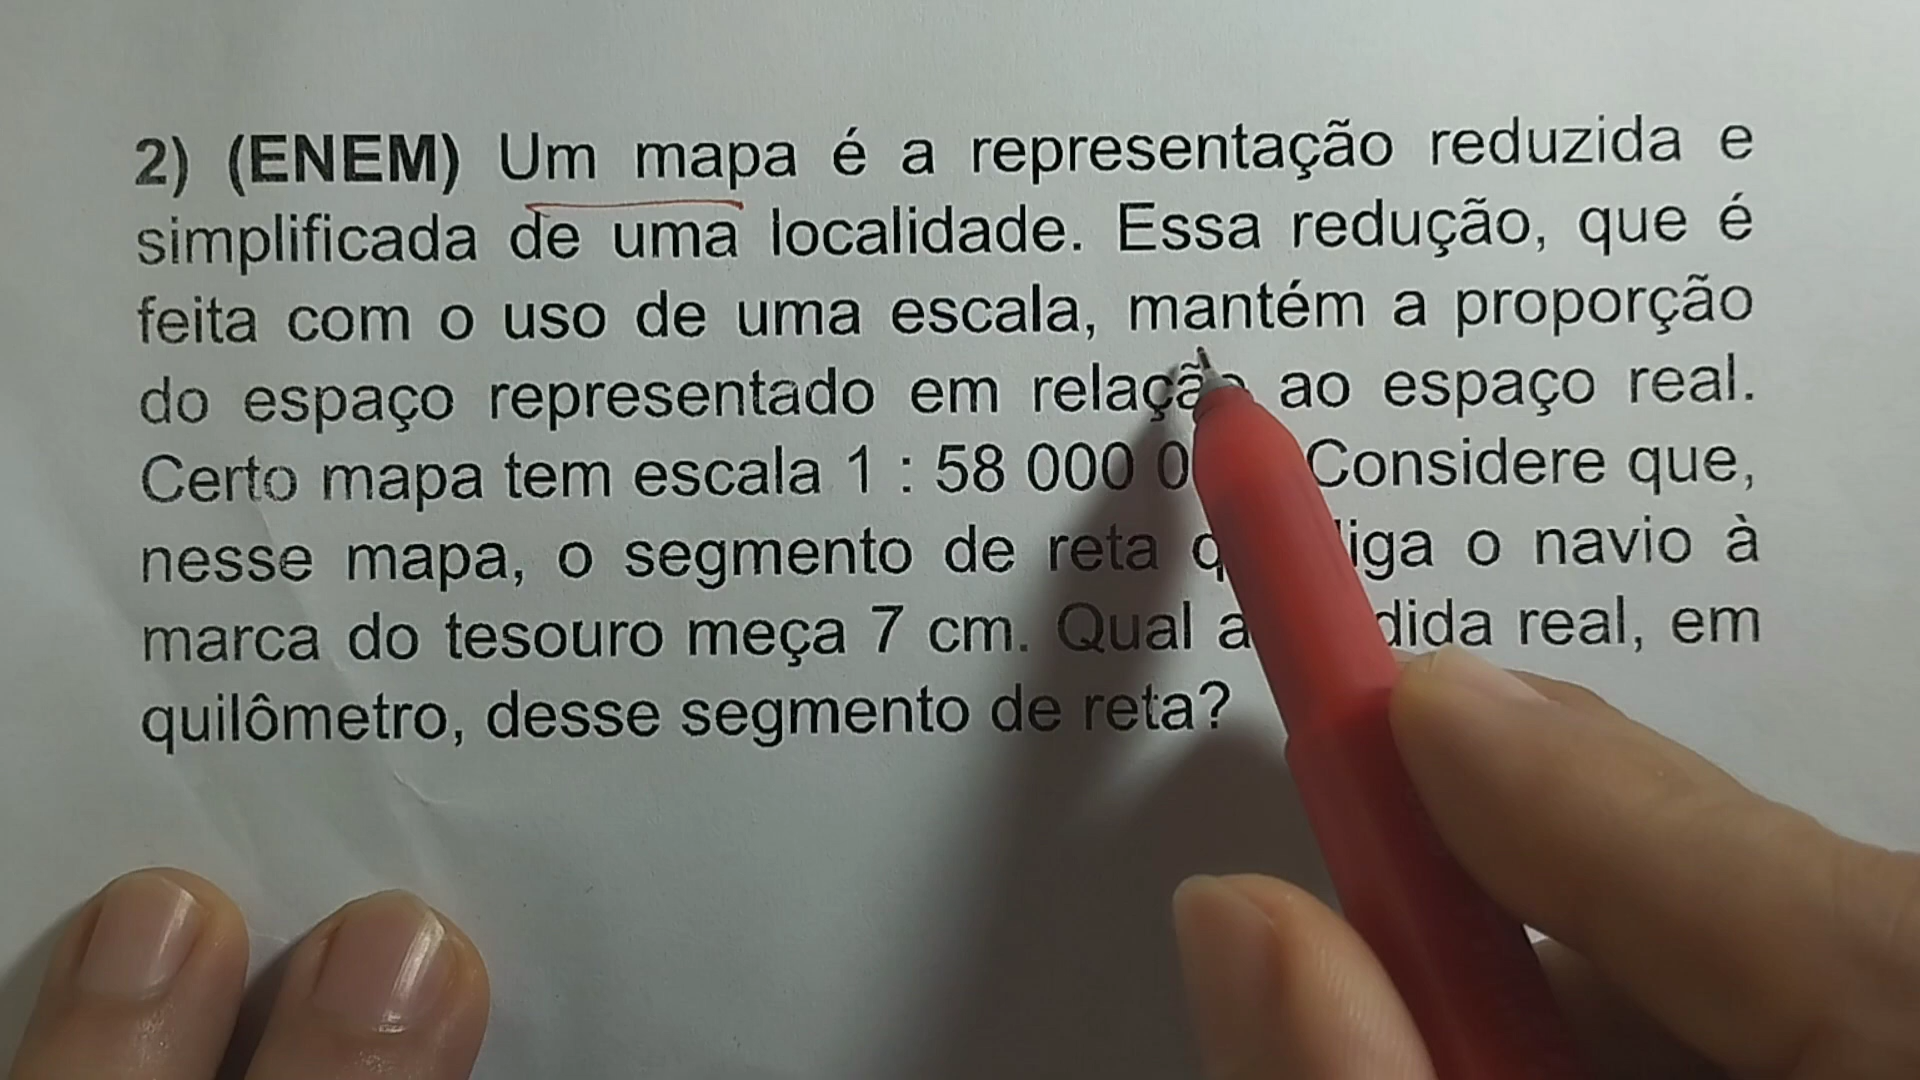 2) (ENEM) Um mapa é a representação reduzida e
simplificada de uma localidade. Essa redução, que é
feita com o uso de uma escala, mantém a proporção
do espaço representado em relação ao espaço real.
Certo mapa tem escala 1 : 58 000 Considere que,
nesse mapa, o segmento de reta liga o navio à
marca do tesouro meça 7 cm. Qual a real, em
quilômetro, desse segmento de reta?